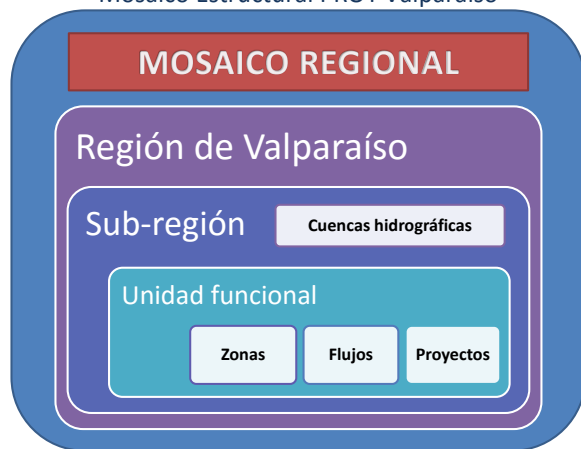 Mosaico Estructural PROT Valparaíso
MOSAICO REGIONAL
Región de Valparaíso
Sub-región
Cuencas hidrográficas
Unidad funcional
Zonas
Flujos
Proyectos